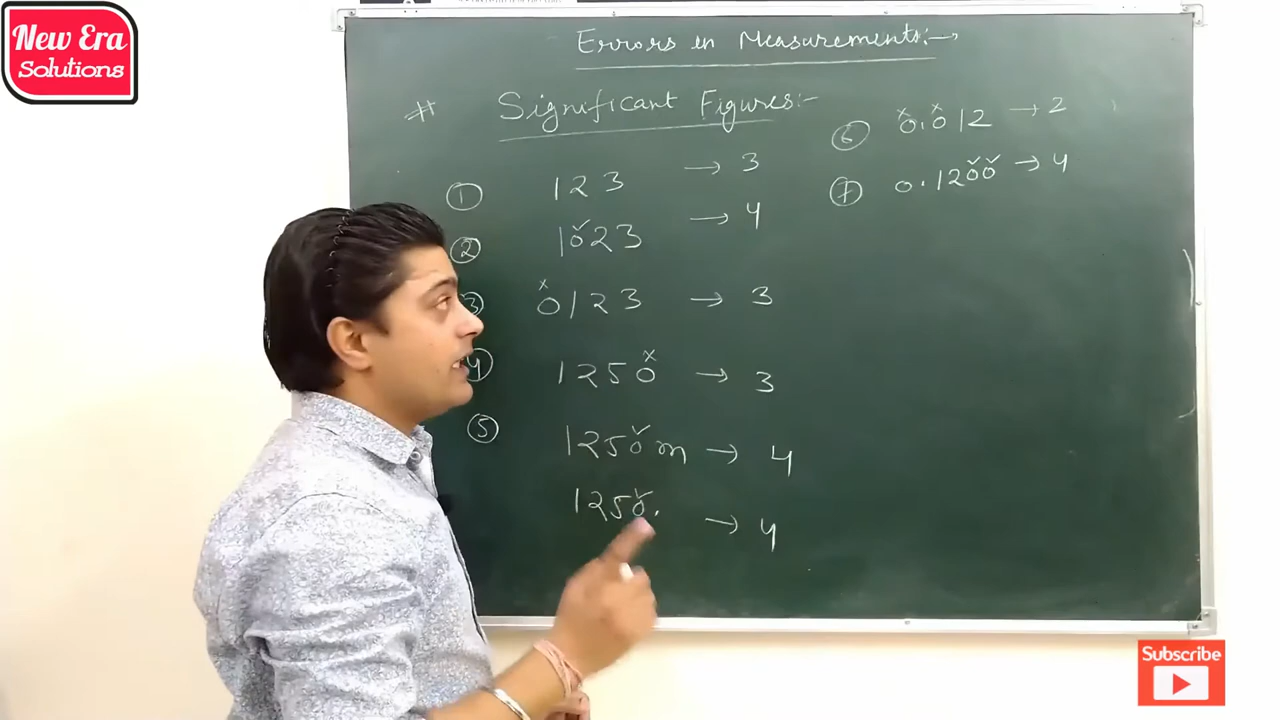 New Era
Solutions
Errors in Measurements:→
# Significant Figures:-
① 123 → 3
② 1023 → 4
③ 0123 → 3
④ 1250 → 3
⑤ 1250 m → 4
1250. → 4
⑥ 0.012 → 2
⑦ 0.1200 → 4
Subscribe